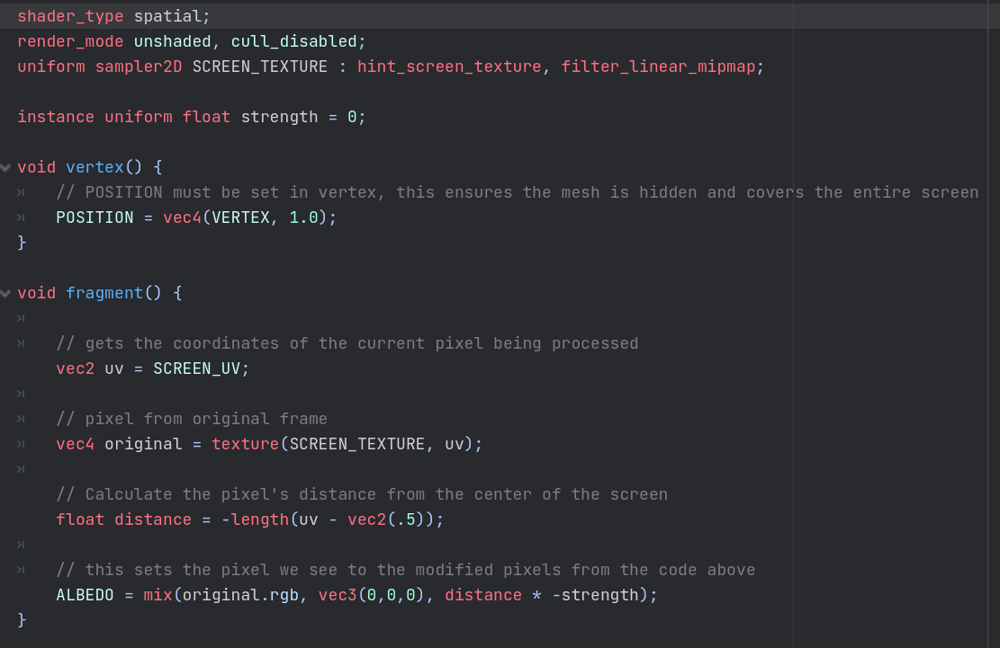 shader_type spatial;
render_mode unshaded, cull_disabled;
uniform sampler2D SCREEN_TEXTURE : hint_screen_texture, filter_linear_mipmap;
instance uniform float strength = 0;
void vertex() {
// POSITION must be set in vertex, this ensures the mesh is hidden and covers the entire screen
POSITION = vec4(VERTEX, 1.0);
}
void fragment() {
// gets the coordinates of the current pixel being processed
vec2 uv = SCREEN_UV;
// pixel from original frame
vec4 original = texture(SCREEN_TEXTURE, uv);
// Calculate the pixel's distance from the center of the screen
float distance = -length(uv - vec2(.5));
// this sets the pixel we see to the modified pixels from the code above
ALBEDO = mix(original.rgb, vec3(0,0,0), distance * -strength);
}